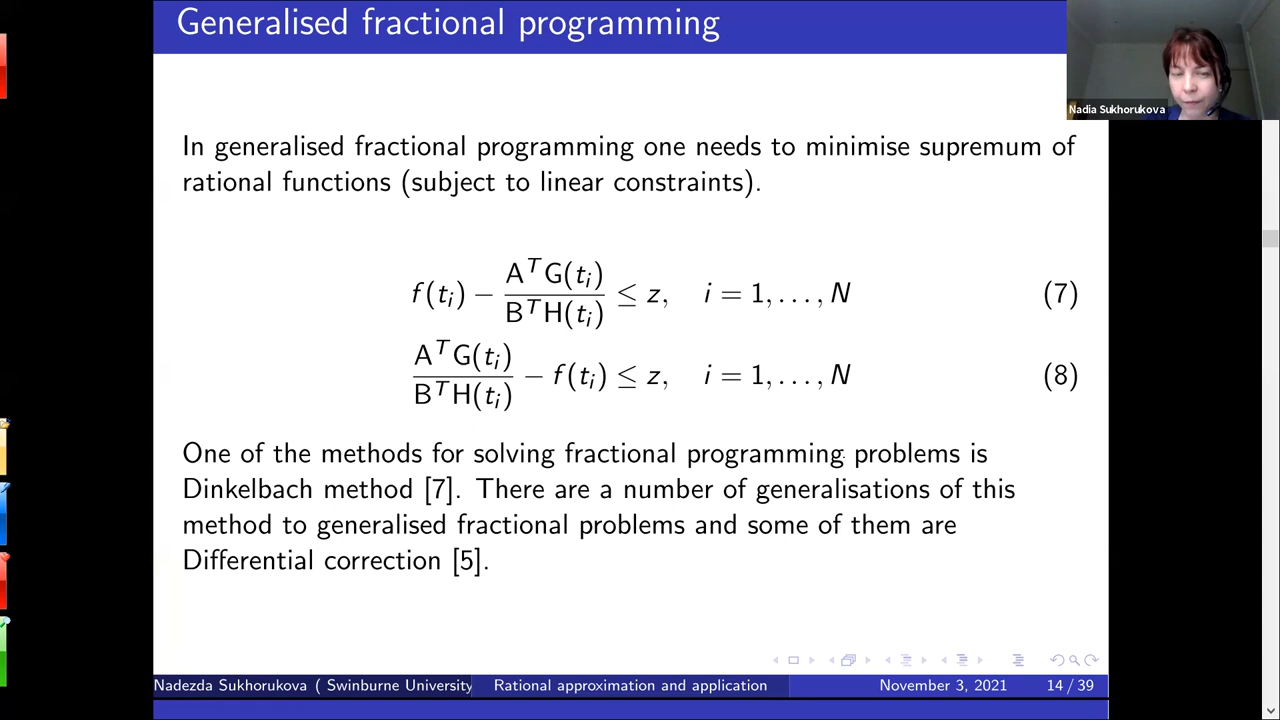 Generalised fractional programming
Nadia Sukhorukova
In generalised fractional programming one needs to minimise supremum of
rational functions (subject to linear constraints).
f(t_i) − A^T G(t_i) / B^T H(t_i) ≤ z, i = 1, . . . , N (7)
A^T G(t_i) / B^T H(t_i) − f(t_i) ≤ z, i = 1, . . . , N (8)
One of the methods for solving fractional programming problems is
Dinkelbach method [7]. There are a number of generalisations of this
method to generalised fractional problems and some of them are
Differential correction [5].
Nadezda Sukhorukova ( Swinburne University Rational approximation and application November 3, 2021 14 / 39